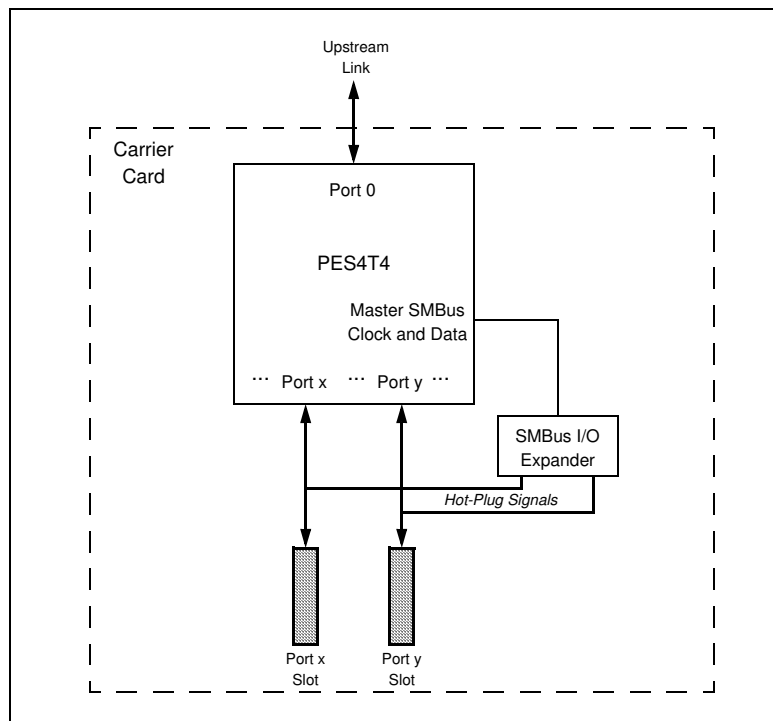 Upstream
Link
Carrier
Card
Port 0
PES4T4
Master SMBus
Clock and Data
... Port x ... Port y ...
SMBus I/O
Expander
Hot-Plug Signals
Port x
Slot
Port y
Slot